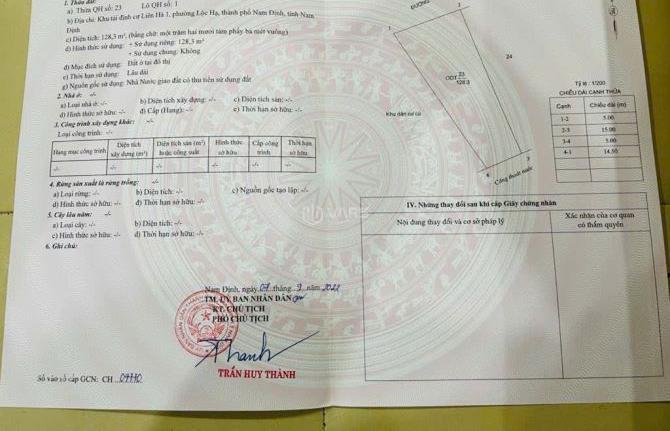 1. Thửa đất:
a) Thửa QH số: 23 Lô QH số: 1
b) Địa chỉ: Khu tái định cư Liên Hà 1, phường Lộc Hạ, thành phố Nam Định, tỉnh Nam
Định
c) Diện tích: 128,3 m² (bằng chữ: một trăm hai mươi tám phẩy ba mét vuông)
d) Hình thức sử dụng: + Sử dụng riêng: 128,3 m²
+ Sử dụng chung: Không
đ) Mục đích sử dụng: Đất ở tại đô thị
e) Thời hạn sử dụng: Lâu dài
g) Nguồn gốc sử dụng: Nhà Nước giao đất có thu tiền sử dụng đất
2. Nhà ở: -/-
a) Loại nhà ở: -/- b) Diện tích xây dựng: -/- c) Diện tích sàn: -/-
d) Hình thức sở hữu: -/- đ) Cấp (Hạng): -/- e) Thời hạn sở hữu: -/-
3. Công trình xây dựng khác: -/-
Loại công trình: -/-
Hạng mục công trình
Diện tích xây dựng (m²)
Diện tích sàn (m²) hoặc công suất
Hình thức sở hữu
Cấp công trình
Thời hạn sở hữu
-/- -/- -/- -/- -/- -/-
4. Rừng sản xuất là rừng trồng: -/-
a) Loại rừng: -/- b) Diện tích: -/- c) Nguồn gốc tạo lập: -/-
d) Hình thức sở hữu: -/- đ) Thời hạn sở hữu: -/-
5. Cây lâu năm: -/-
a) Loại cây: -/- b) Diện tích: -/-
c) Hình thức sở hữu: -/- d) Thời hạn sở hữu: -/-
6. Ghi chú:
-/-
Nam Định, ngày 07 tháng 9 năm 2021
TM. ỦY BAN NHÂN DÂN
KT. CHỦ TỊCH
PHÓ CHỦ TỊCH
Thanh
TRẦN HUY THÀNH
Số vào sổ cấp GCN: CH
ĐƯỜNG
1
24
ODT 23
128.3
Khu dân cư cũ
Cống thoát nước
Tỷ lệ : 1/200
CHIỀU DÀI CẠNH THỬA
Cạnh Chiều dài (m)
1-2 5.00
2-3 15.00
3-4 5.00
4-1 14.50
IV. Những thay đổi sau khi cấp Giấy chứng nhận
Nội dung thay đổi và cơ sở pháp lý
Xác nhận của cơ quan
có thẩm quyền